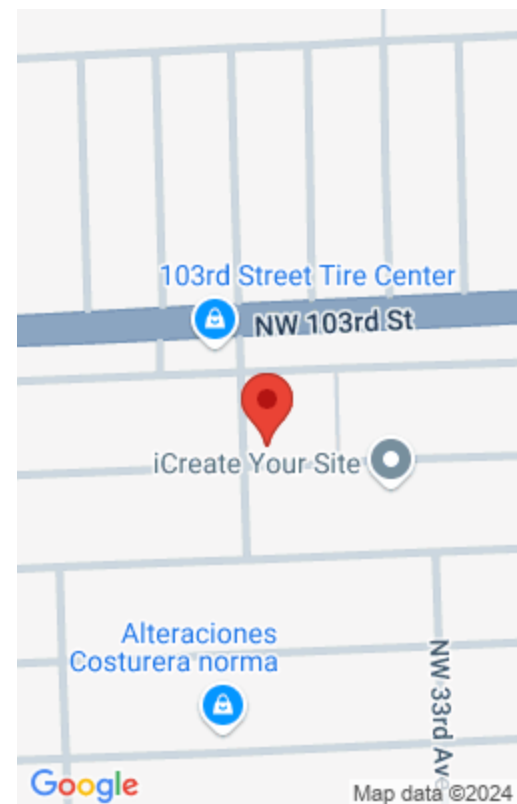 103rd Street Tire Center
NW 103rd St
iCreate Your Site
Alteraciones
Costurera norma
NW 33rd Ave
Google
Map data ©2024